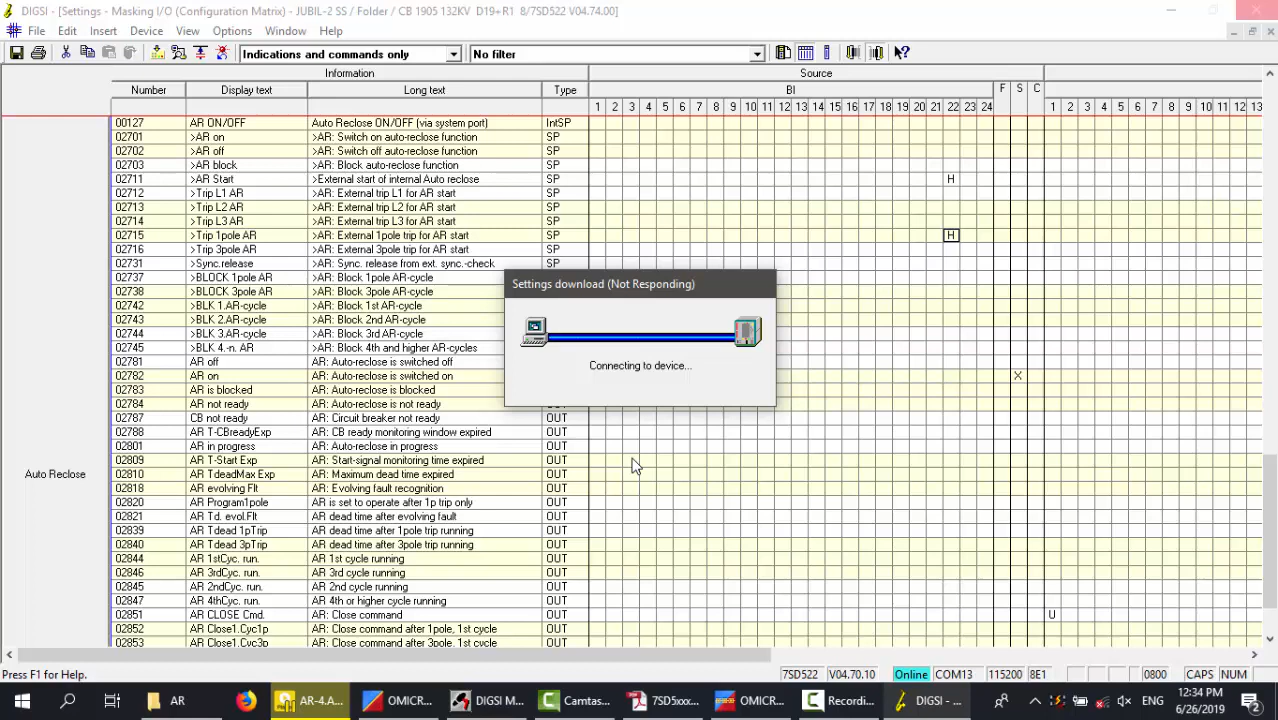 DIGSI - [Settings - Masking I/O (Configuration Matrix) - JUBIL-2 SS / Folder / CB 1905 132KV D19+R1 8/7SD522 V04.74.00]
File Edit Insert Device View Options Window Help
Indications and commands only No filter
Information Source
Number Display text Long text Type BI F S C
1 2 3 4 5 6 7 8 9 10 11 12 13 14 15 16 17 18 19 20 21 22 23 24 1 2 3 4 5 6 7 8 9 10 11 12 13
00127 AR ON/OFF Auto Reclose ON/OFF (via system port) IntSP
02701 >AR on >AR: Switch on auto-reclose function SP
02702 >AR off >AR: Switch off auto-reclose function SP
02703 >AR block >AR: Block auto-reclose function SP
02711 >AR Start >External start of internal Auto reclose SP H
02712 >Trip L1 AR >AR: External trip L1 for AR start SP
02713 >Trip L2 AR >AR: External trip L2 for AR start SP
02714 >Trip L3 AR >AR: External trip L3 for AR start SP
02715 >Trip 1pole AR >AR: External 1pole trip for AR start SP H
02716 >Trip 3pole AR >AR: External 3pole trip for AR start SP
02731 >Sync.release >AR: Sync. release from ext. sync.-check SP
02737 >BLOCK 1pole AR >AR: Block 1pole AR-cycle
02738 >BLOCK 3pole AR >AR: Block 3pole AR-cycle
02742 >BLK 1.AR-cycle >AR: Block 1st AR-cycle
02743 >BLK 2.AR-cycle >AR: Block 2nd AR-cycle
02744 >BLK 3.AR-cycle >AR: Block 3rd AR-cycle
02745 >BLK 4.-n. AR >AR: Block 4th and higher AR-cycles
02781 AR off AR: Auto-reclose is switched off
02782 AR on AR: Auto-reclose is switched on X
02783 AR is blocked AR: Auto-reclose is blocked
02784 AR not ready AR: Auto-reclose is not ready
02787 CB not ready AR: Circuit breaker not ready OUT
02788 AR T-CBreadyExp AR: CB ready monitoring window expired OUT
02801 AR in progress AR: Auto-reclose in progress OUT
02809 AR T-Start Exp AR: Start-signal monitoring time expired OUT
Auto Reclose
02810 AR TdeadMax Exp AR: Maximum dead time expired OUT
02818 AR evolving Flt AR: Evolving fault recognition OUT
02820 AR Program1pole AR is set to operate after 1p trip only OUT
02821 AR Td. evol.Flt AR dead time after evolving fault OUT
02839 AR Tdead 1pTrip AR dead time after 1pole trip running OUT
02840 AR Tdead 3pTrip AR dead time after 3pole trip running OUT
02844 AR 1stCyc. run. AR 1st cycle running OUT
02846 AR 3rdCyc. run. AR 3rd cycle running OUT
02845 AR 2ndCyc. run. AR 2nd cycle running OUT
02847 AR 4thCyc. run. AR 4th or higher cycle running OUT
02851 AR CLOSE Cmd. AR: Close command OUT U
02852 AR Close1.Cyc1p AR: Close command after 1pole, 1st cycle OUT
02853 AR Close1.Cyc3p AR: Close command after 3pole, 1st cycle OUT
Settings download (Not Responding)
Connecting to device...
Press F1 for Help. 7SD522 V04.70.10 Online COM13 115200 8E1 0800 CAPS NUM
AR AR-4.A... OMICR... DIGSI M... Camtas... 7SD5xxx... OMICR... Recordi... DIGSI - ... ENG 12:34 PM
6/26/2019 2